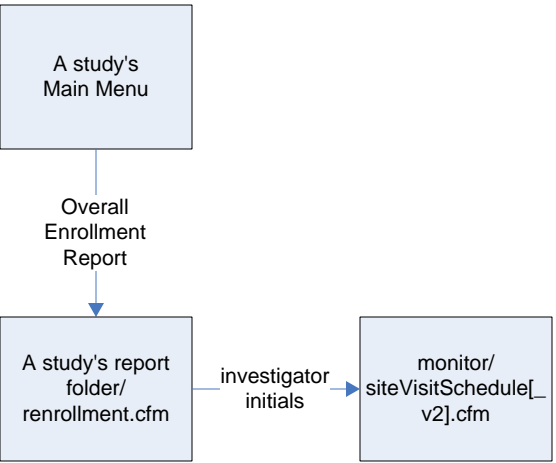 A study's
Main Menu
Overall
Enrollment
Report
A study's report
folder/
renrollment.cfm
investigator
initials
monitor/
siteVisitSchedule[_
v2].cfm